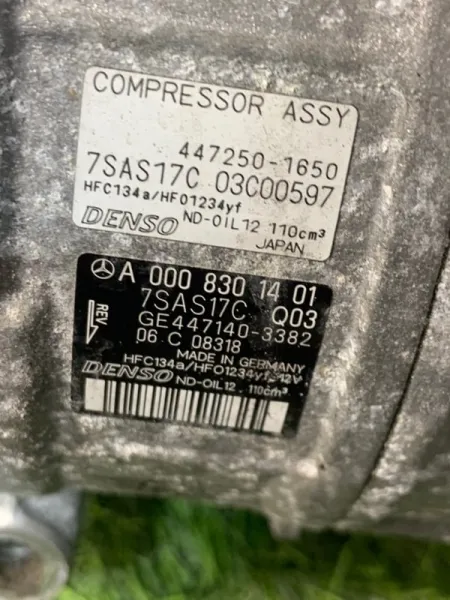 COMPRESSOR ASSY
447250-1650
7SAS17C 03C00597
HFC134a/HFO1234yf
DENSO ND-OIL12 110cm³
JAPAN
A 000 830 14 01
REV. 7SAS17C Q03
GE447140-3382
06 C 08318
MADE IN GERMANY
HFC134a/HFO1234yf 12V
DENSO ND-OIL12 . 110cm³